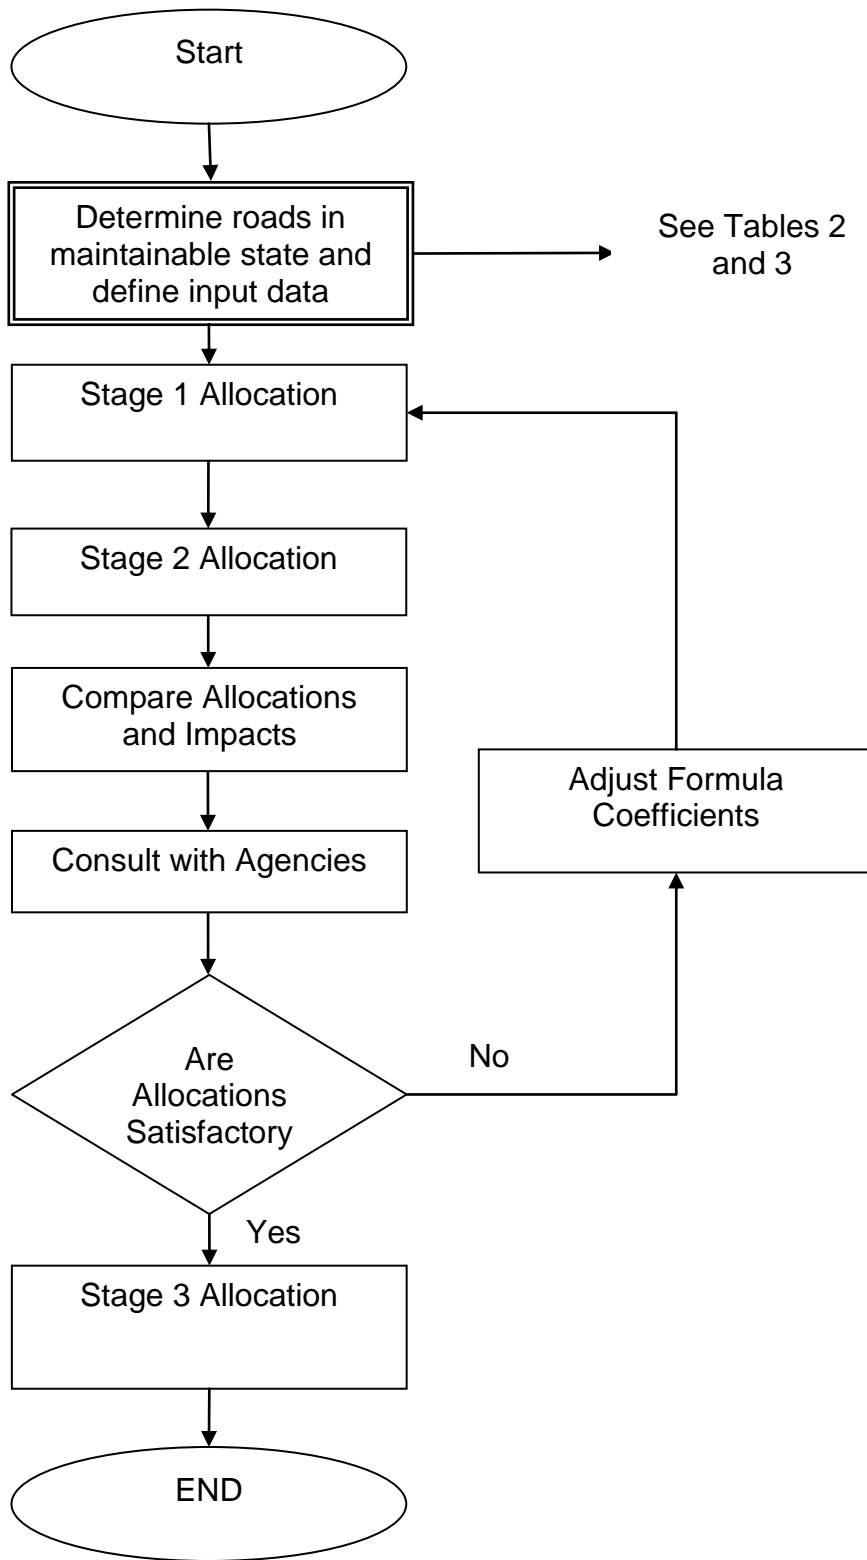 Start
Determine roads in
maintainable state and
define input data
See Tables 2
and 3
Stage 1 Allocation
Stage 2 Allocation
Compare Allocations
and Impacts
Adjust Formula
Coefficients
Consult with Agencies
Are
Allocations
Satisfactory
No
Yes
Stage 3 Allocation
END